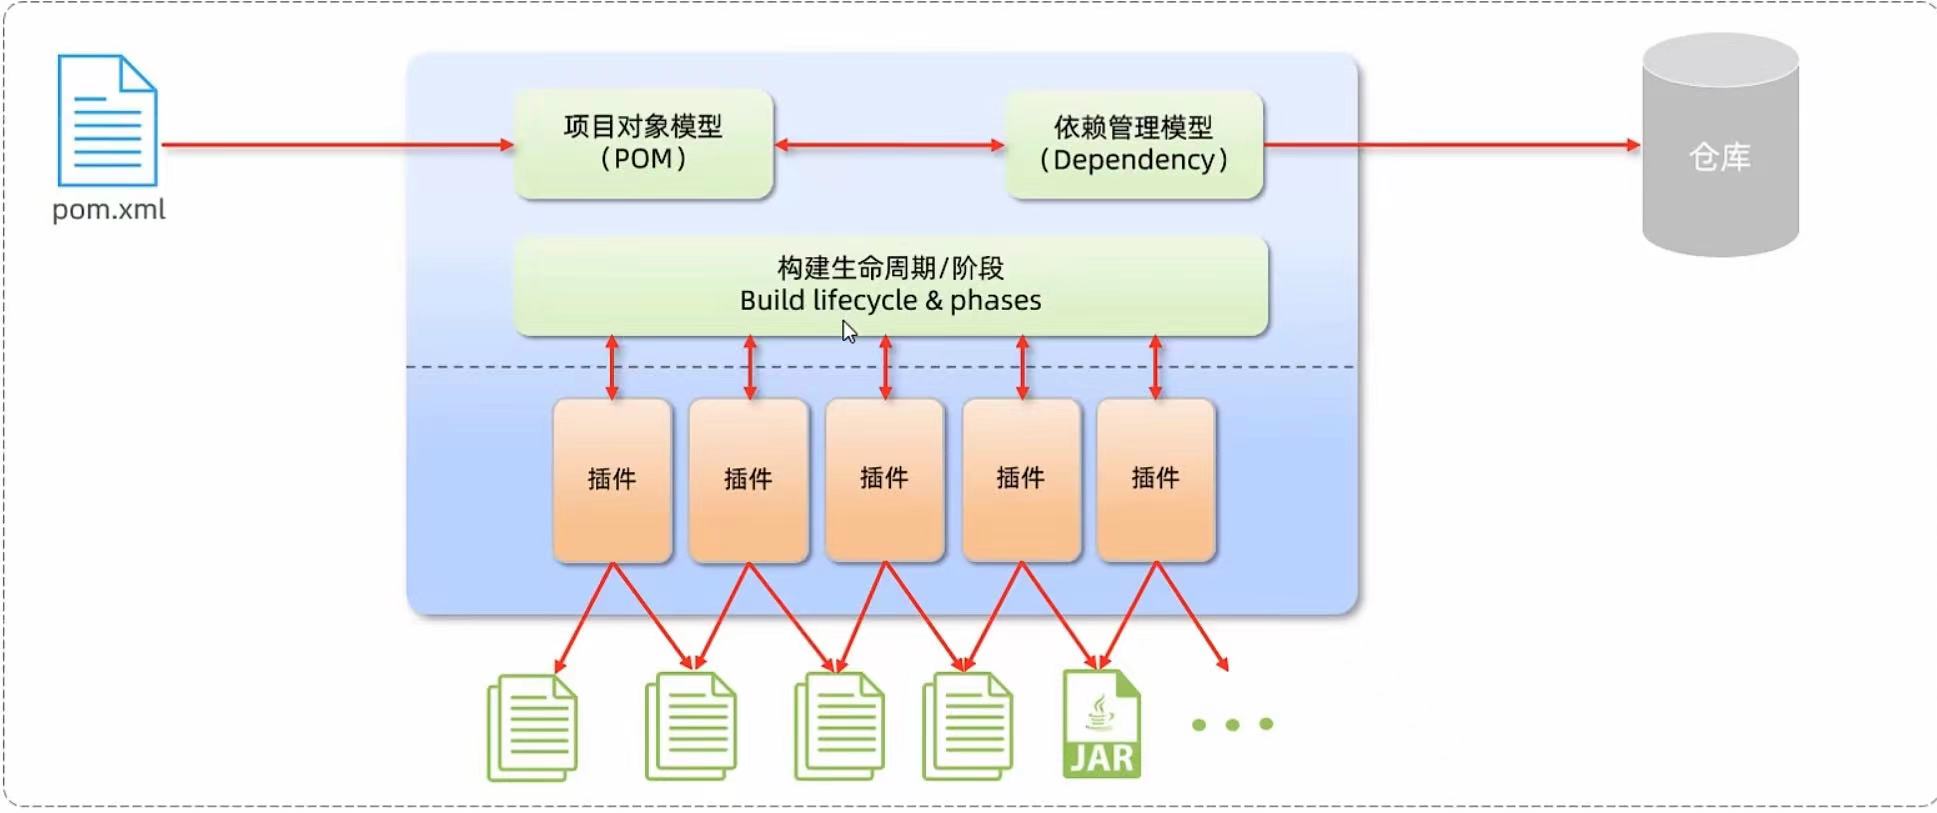 pom.xml
项目对象模型
（POM）
依赖管理模型
（Dependency）
仓库
构建生命周期/阶段
Build lifecycle & phases
插件
插件
插件
插件
插件
JAR